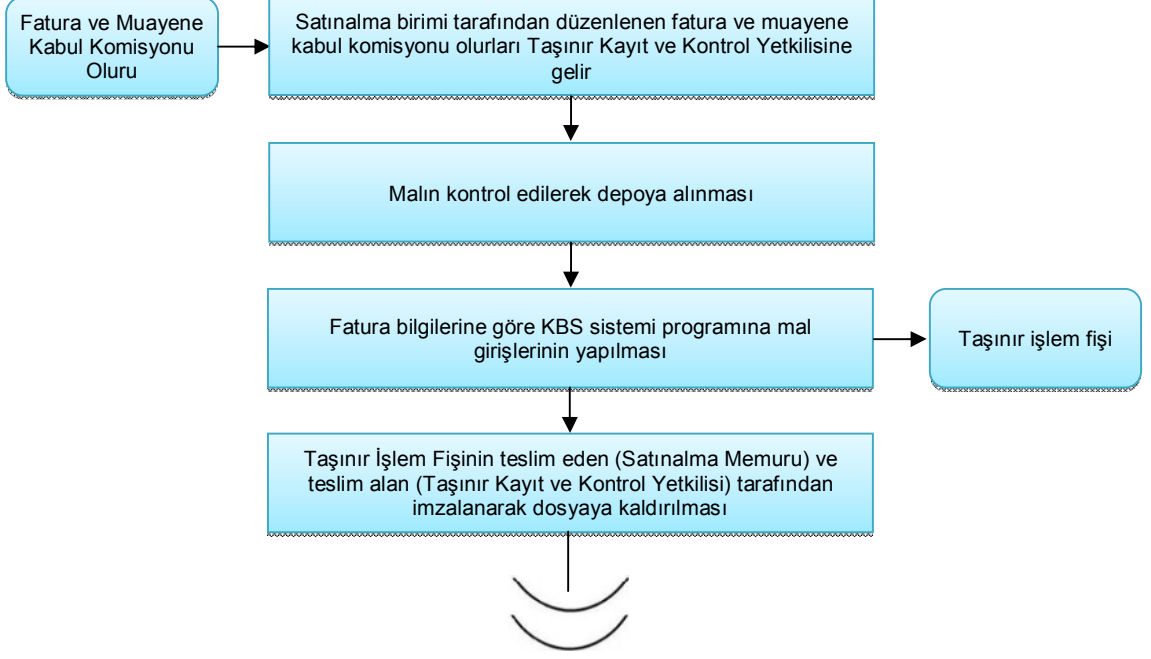 Fatura ve Muayene
Kabul Komisyonu
Oluru
Satınalma birimi tarafından düzenlenen fatura ve muayene
kabul komisyonu olurları Taşınır Kayıt ve Kontrol Yetkilisine
gelir
Malın kontrol edilerek depoya alınması
Fatura bilgilerine göre KBS sistemi programına mal
girişlerinin yapılması
Taşınır işlem fişi
Taşınır İşlem Fişinin teslim eden (Satınalma Memuru) ve
teslim alan (Taşınır Kayıt ve Kontrol Yetkilisi) tarafından
imzalanarak dosyaya kaldırılması